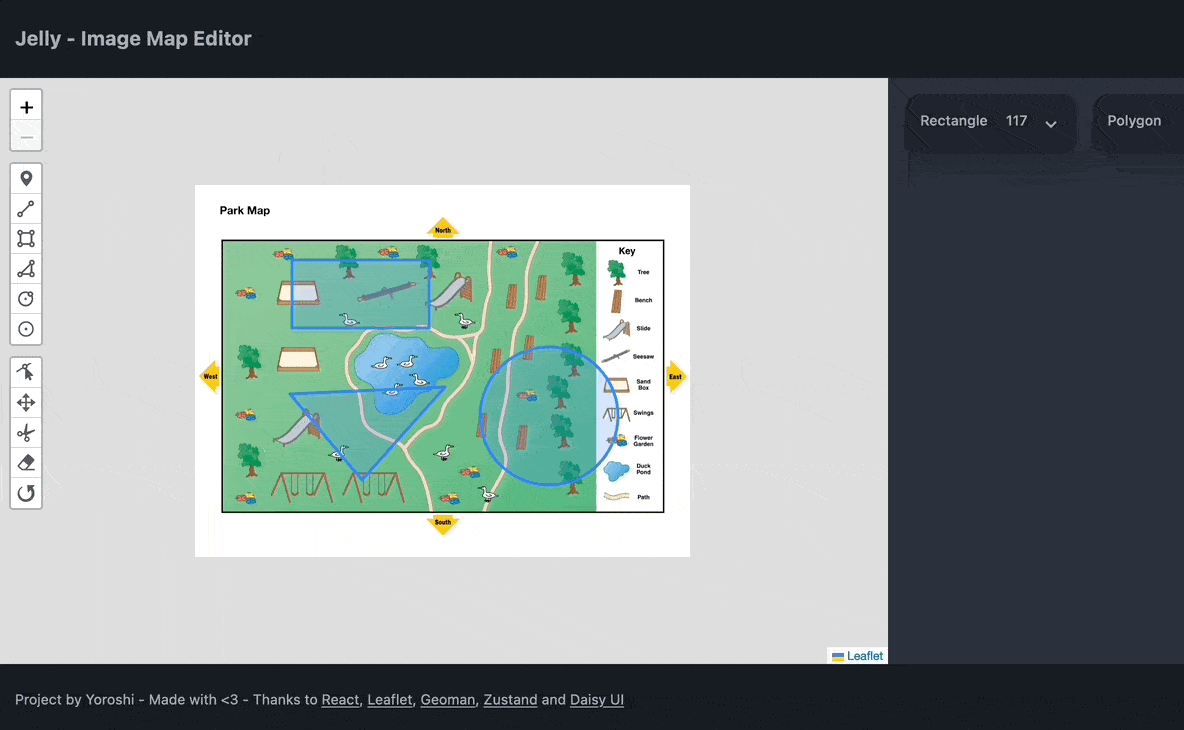 Jelly - Image Map Editor
+
−
Rectangle 117
Polygon
Park Map
North
Key
Tree
Bench
Slide
Seesaw
Sand
Box
Swings
Flower
Garden
Duck
Pond
Path
West
East
South
Leaflet
Project by Yoroshi - Made with <3 - Thanks to React, Leaflet, Geoman, Zustand and Daisy UI